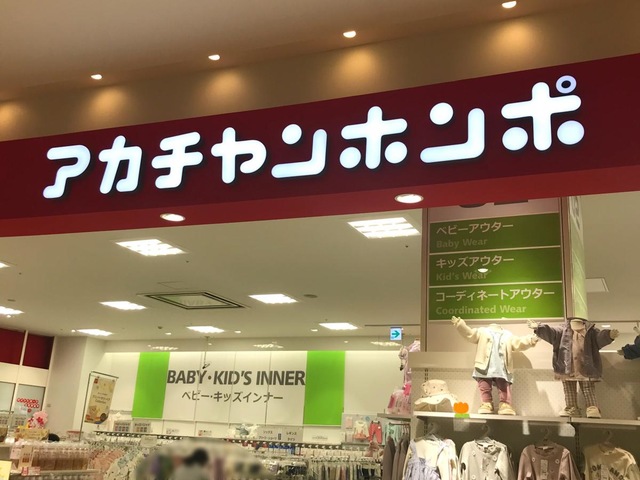 アカチャンホンポ
ベビーアウター
Baby Wear
キッズアウター
Kid's Wear
コーディネートアウター
Coordinated Wear
BABY・KID'S INNER
ベビー・キッズインナー